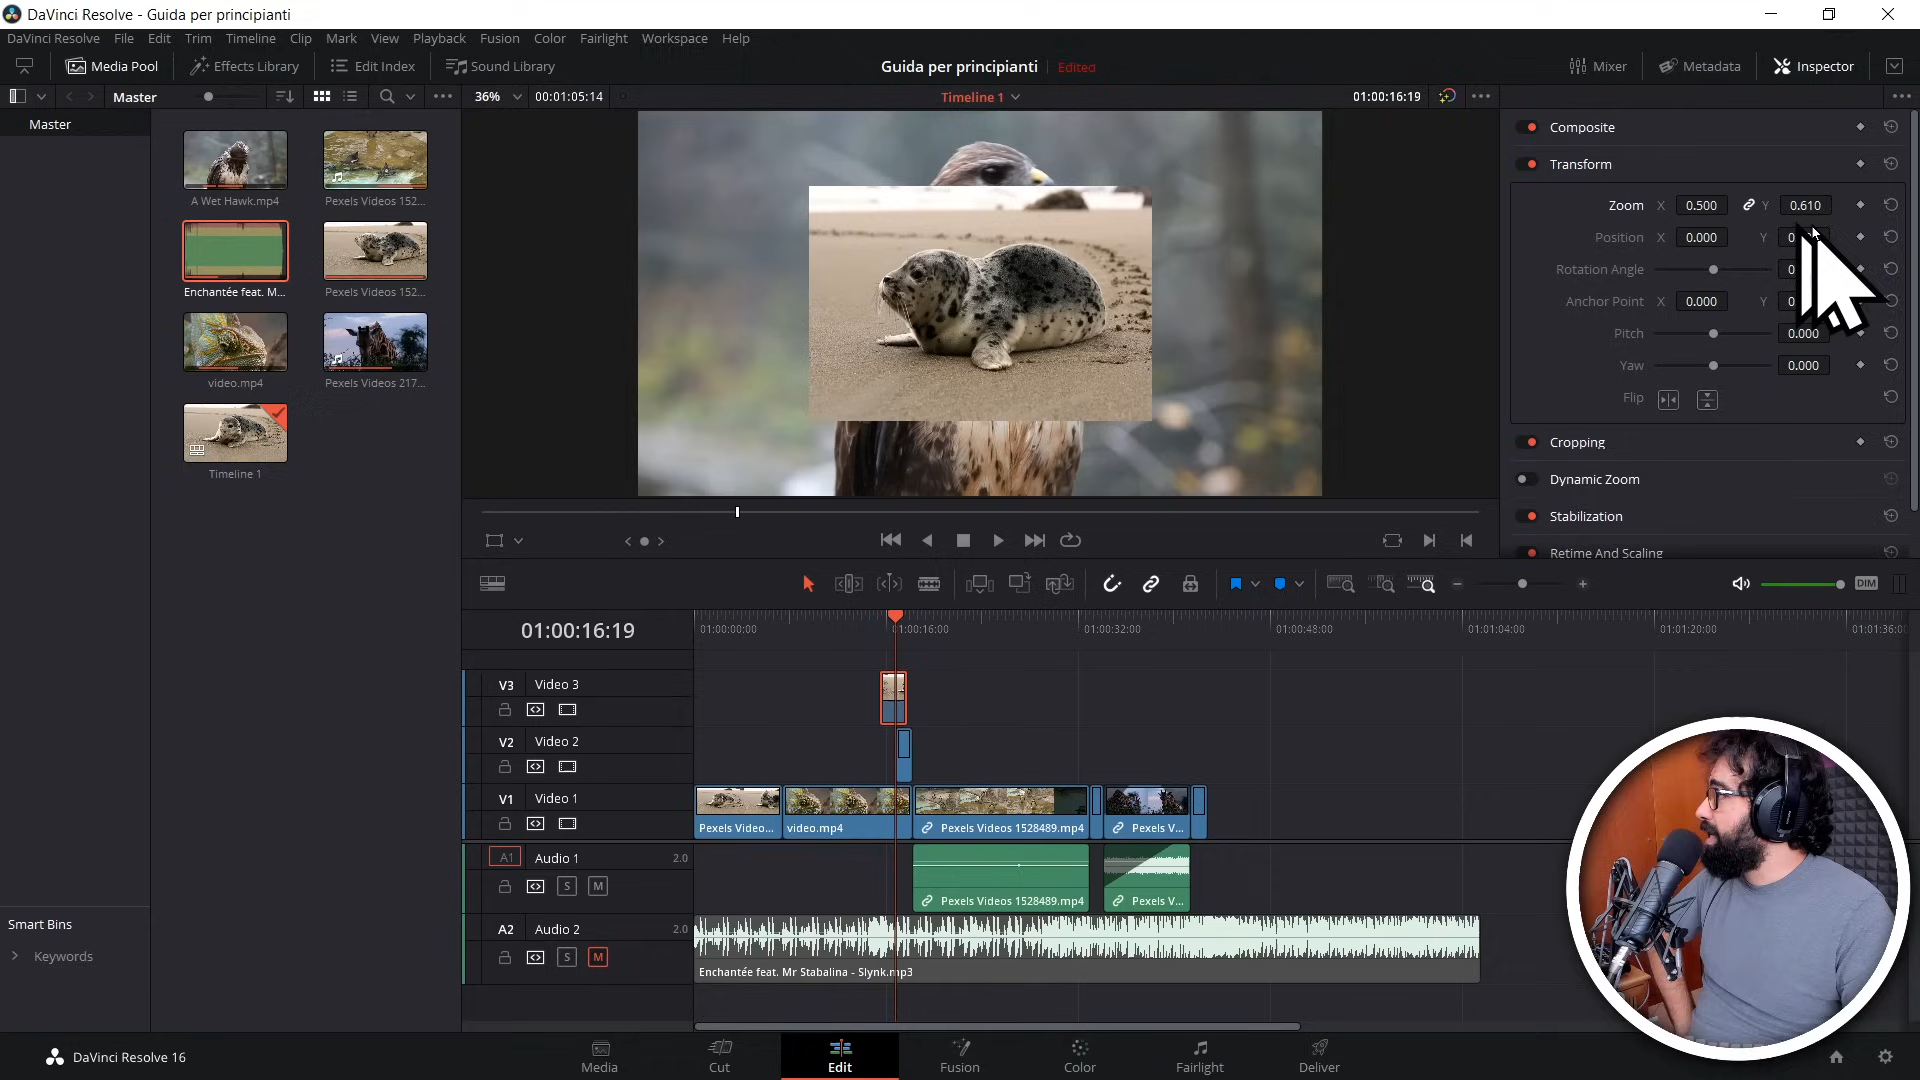 DaVinci Resolve - Guida per principianti
DaVinci Resolve File Edit Trim Timeline Clip Mark View Playback Fusion Color Fairlight Workspace Help
Media Pool Effects Library Edit Index Sound Library
Guida per principianti Edited
Mixer Metadata Inspector
Master
36% 00:01:05:14 Timeline 1 01:00:16:19
Master
A Wet Hawk.mp4
Pexels Videos 152...
Enchantée feat. M...
Pexels Videos 152...
video.mp4
Pexels Videos 217...
Timeline 1
Smart Bins
Keywords
Composite
Transform
Zoom X 0.500 Y 0.610
Position X 0.000 Y
Rotation Angle
Anchor Point X 0.000 Y
Pitch 0.000
Yaw 0.000
Flip
Cropping
Dynamic Zoom
Stabilization
Retime And Scaling
DIM
01:00:16:19
01:00:00:00 01:00:16:00 01:00:32:00 01:00:48:00 01:01:04:00 01:01:20:00 01:01:36:0
V3 Video 3
V2 Video 2
V1 Video 1
Pexels Video... video.mp4 Pexels Videos 1528489.mp4 Pexels V...
A1 Audio 1 2.0
S M
Pexels Videos 1528489.mp4 Pexels V...
A2 Audio 2 2.0
S M
Enchantée feat. Mr Stabalina - Slynk.mp3
DaVinci Resolve 16
Media Cut Edit Fusion Color Fairlight Deliver